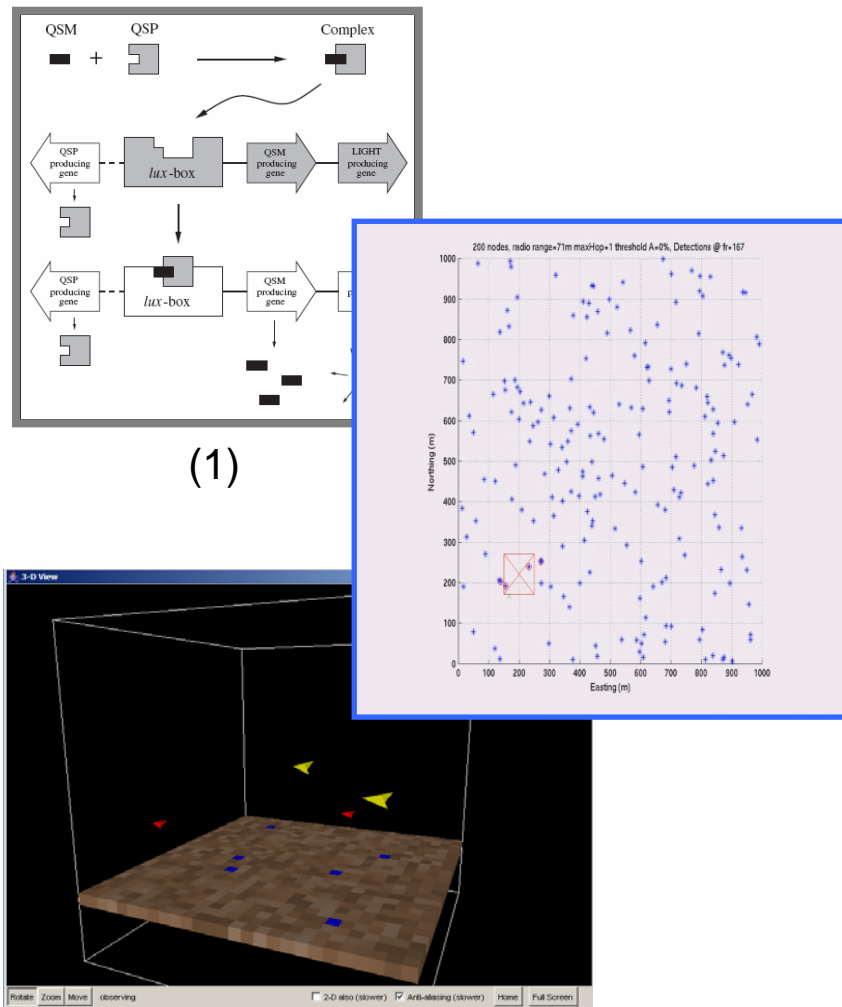 QSM QSP Complex
+
QSP producing gene
lux-box
QSM producing gene
LIGHT producing gene
QSP producing gene
lux-box
QSM producing gene
(1)
200 nodes, radio range=71m maxHop=1 threshold A=0%, Detections @ fr=167
Northing (m)
1000
900
800
700
600
500
400
300
200
100
0
0 100 200 300 400 500 600 700 800 900 1000
Easting (m)
3-D View
Rotate Zoom Move observing 2-D also (slower) Anti-aliasing (slower) Home Full Screen